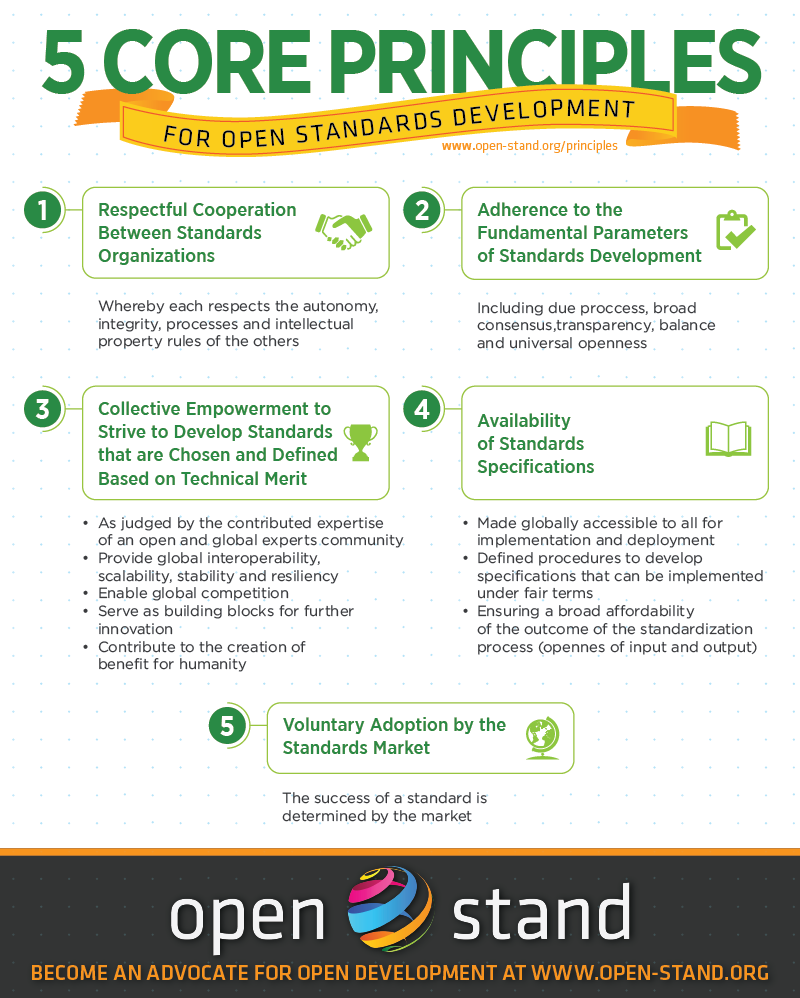 5 CORE PRINCIPLES
FOR OPEN STANDARDS DEVELOPMENT
www.open-stand.org/principles
1
Respectful Cooperation
Between Standards
Organizations
Whereby each respects the autonomy,
integrity, processes and intellectual
property rules of the others
2
Adherence to the
Fundamental Parameters
of Standards Development
Including due proccess, broad
consensus,transparency, balance
and universal openness
3
Collective Empowerment to
Strive to Develop Standards
that are Chosen and Defined
Based on Technical Merit
• As judged by the contributed expertise
of an open and global experts community
• Provide global interoperability,
scalability, stability and resiliency
• Enable global competition
• Serve as building blocks for further
innovation
• Contribute to the creation of
benefit for humanity
4
Availability
of Standards
Specifications
• Made globally accessible to all for
implementation and deployment
• Defined procedures to develop
specifications that can be implemented
under fair terms
• Ensuring a broad affordability
of the outcome of the standardization
process (opennes of input and output)
5
Voluntary Adoption by the
Standards Market
The success of a standard is
determined by the market
open stand
BECOME AN ADVOCATE FOR OPEN DEVELOPMENT AT WWW.OPEN-STAND.ORG